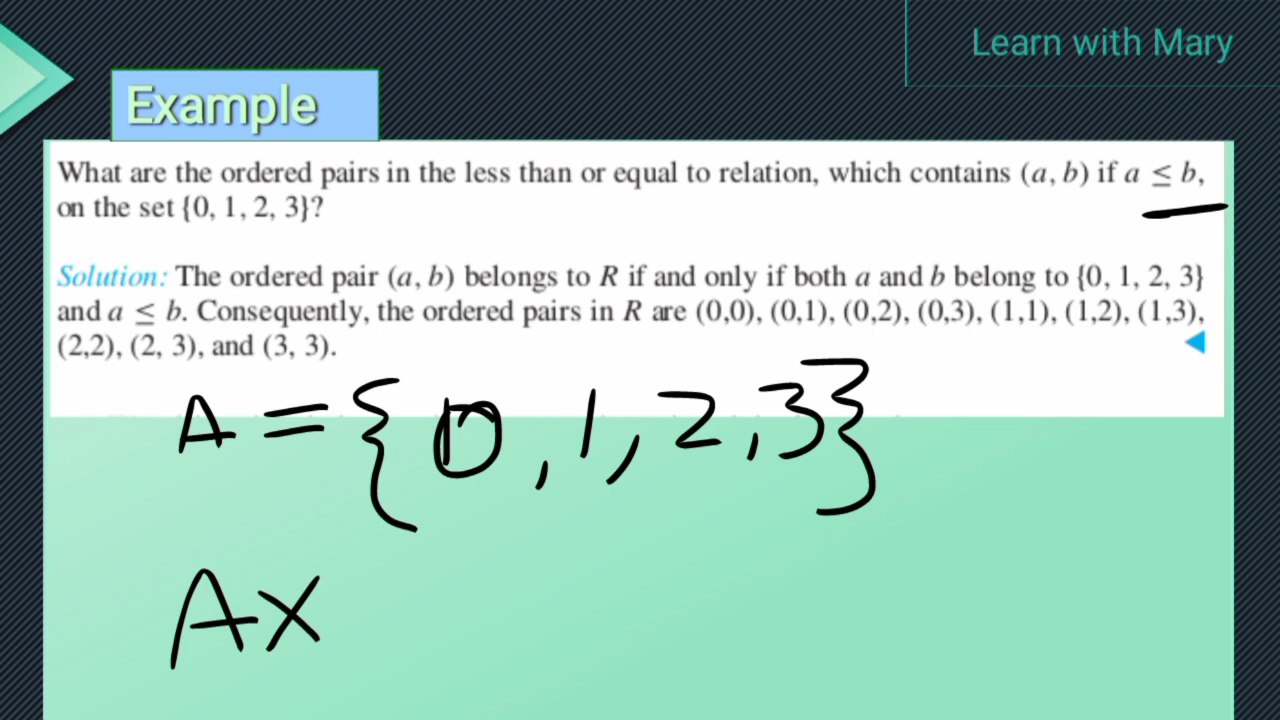 Learn with Mary
Example
What are the ordered pairs in the less than or equal to relation, which contains (a, b) if a ≤ b,
on the set {0, 1, 2, 3}?
Solution: The ordered pair (a, b) belongs to R if and only if both a and b belong to {0, 1, 2, 3}
and a ≤ b. Consequently, the ordered pairs in R are (0,0), (0,1), (0,2), (0,3), (1,1), (1,2), (1,3),
(2,2), (2, 3), and (3, 3).
A = {0, 1, 2, 3}
A×